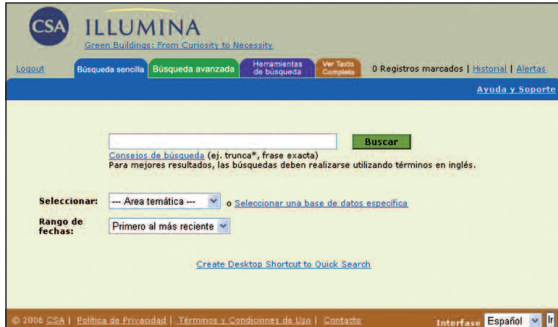 CSA ILLUMINA
Green Buildings: From Curiosity to Necessity
Logout Búsqueda sencilla Búsqueda avanzada Herramientas de búsqueda Ver Texto Completo 0 Registros marcados | Historial | Alertas
Ayuda y Soporte
Buscar
Consejos de búsqueda (ej. trunca*, frase exacta)
Para mejores resultados, las búsquedas deben realizarse utilizando términos en inglés.
Seleccionar: --- Area temática --- o Seleccionar una base de datos específica
Rango de fechas: Primero al más reciente
Create Desktop Shortcut to Quick Search
© 2006 CSA | Política de Privacidad | Términos y Condiciones de Uso | Contacto Interfase Español Ir